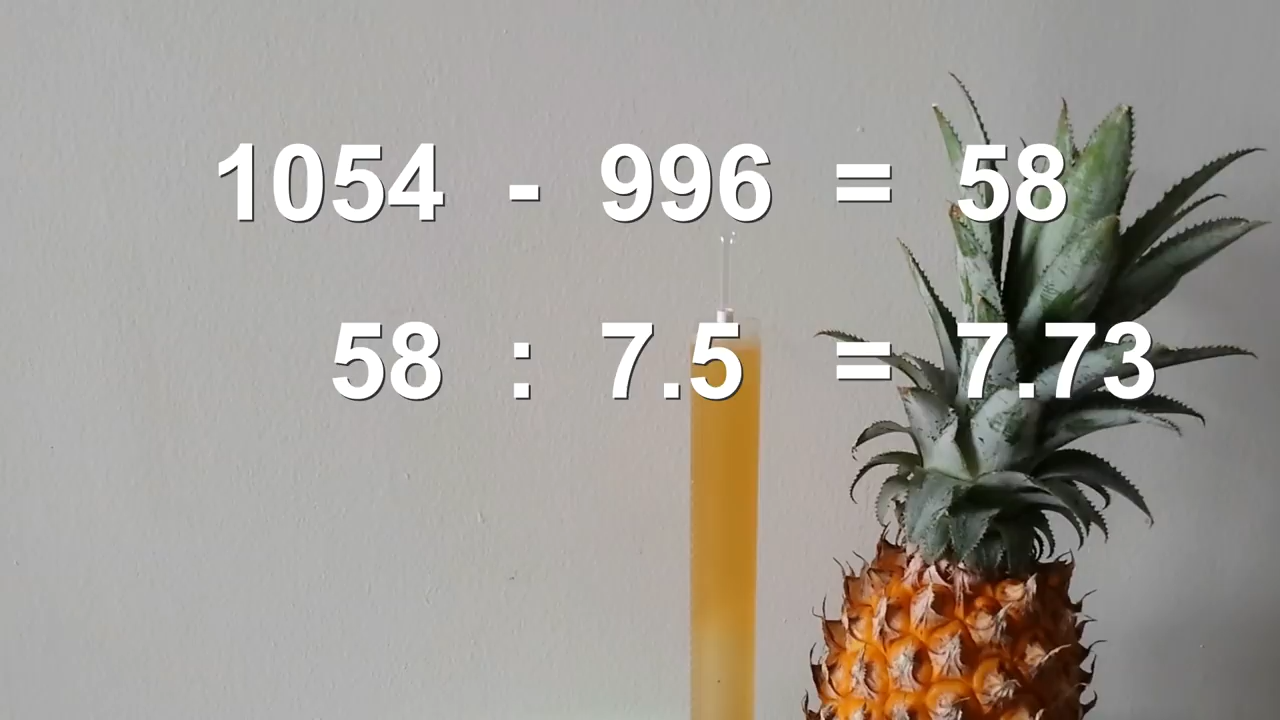 1054 - 996 = 58
58 : 7.5 = 7.73